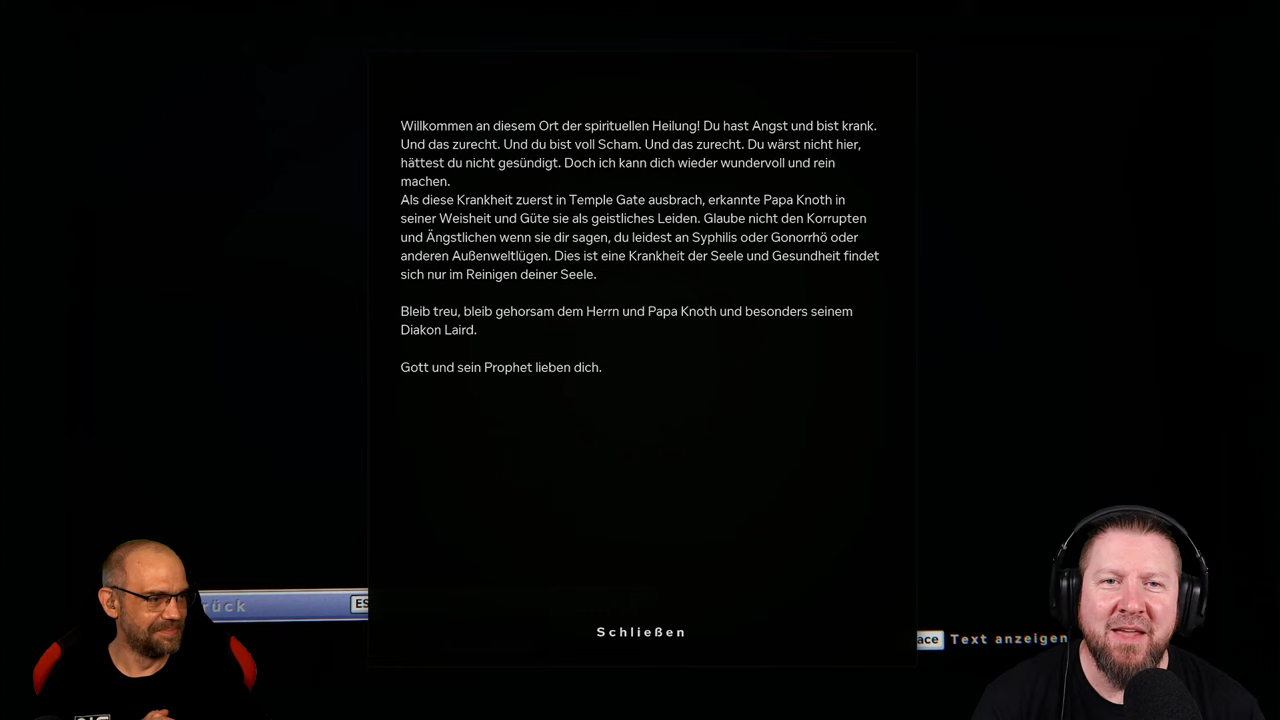 Willkommen an diesem Ort der spirituellen Heilung! Du hast Angst und bist krank.
Und das zurecht. Und du bist voll Scham. Und das zurecht. Du wärst nicht hier,
hättest du nicht gesündigt. Doch ich kann dich wieder wundervoll und rein
machen.
Als diese Krankheit zuerst in Temple Gate ausbrach, erkannte Papa Knoth in
seiner Weisheit und Güte sie als geistliches Leiden. Glaube nicht den Korrupten
und Ängstlichen wenn sie dir sagen, du leidest an Syphilis oder Gonorrhö oder
anderen Außenweltlügen. Dies ist eine Krankheit der Seele und Gesundheit findet
sich nur im Reinigen deiner Seele.
Bleib treu, bleib gehorsam dem Herrn und Papa Knoth und besonders seinem
Diakon Laird.
Gott und sein Prophet lieben dich.
rück ES
Schließen
ace Text anzeigen